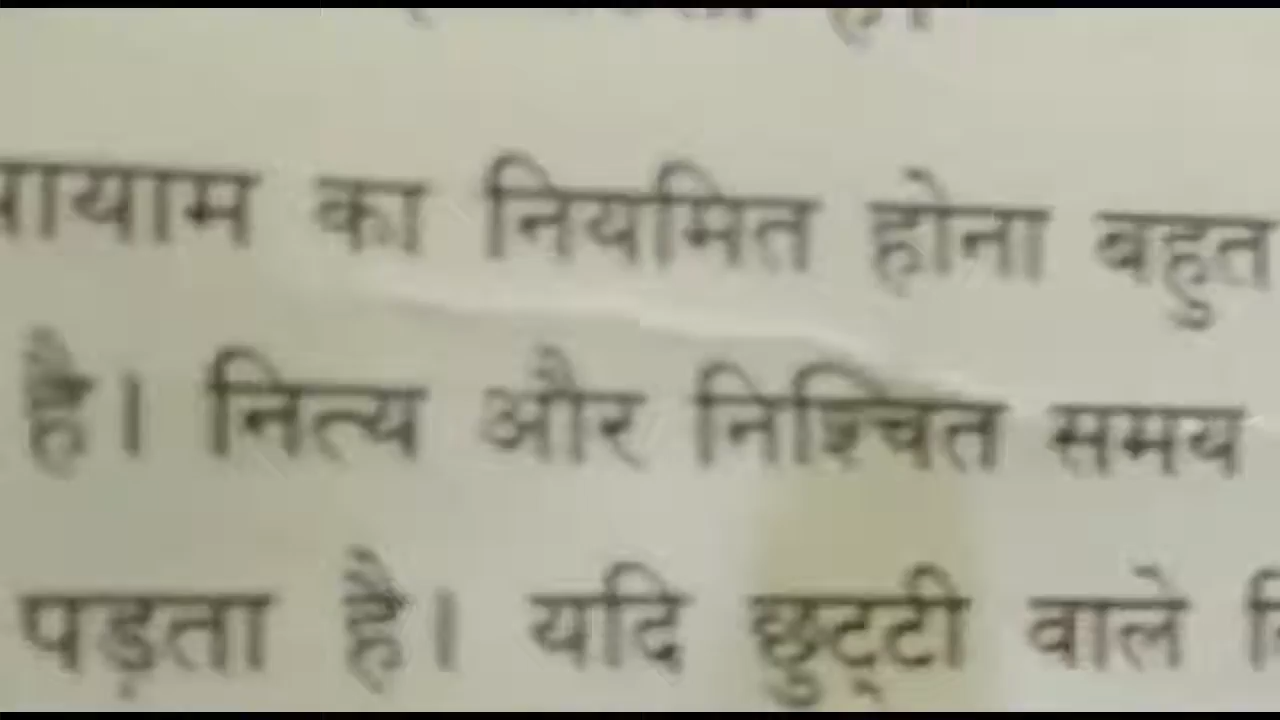 का नियमित होना बहुत
है। नित्य और निश्चित समय
पड़ता है। यदि छुट्टी वाले